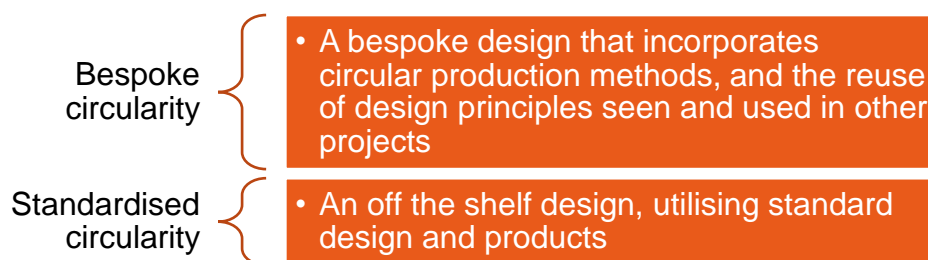 Bespoke
circularity
• A bespoke design that incorporates
circular production methods, and the reuse
of design principles seen and used in other
projects
Standardised
circularity
• An off the shelf design, utilising standard
design and products